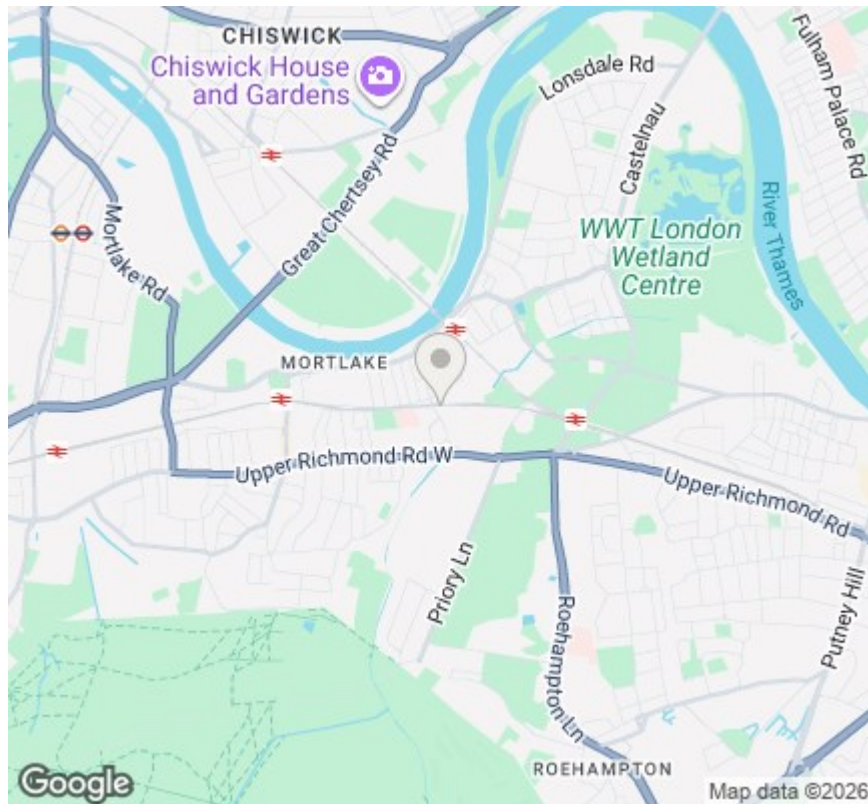 CHISWICK
Chiswick House
and Gardens
Lonsdale Rd
Fulham Palace Rd
Castelnau
Great Chertsey Rd
Mortlake Rd
WWT London
Wetland
Centre
River Thames
MORTLAKE
Upper Richmond Rd W
Upper Richmond Rd
Priory Ln
Roehampton Ln
Putney Hill
ROEHAMPTON
Google
Map data ©2026